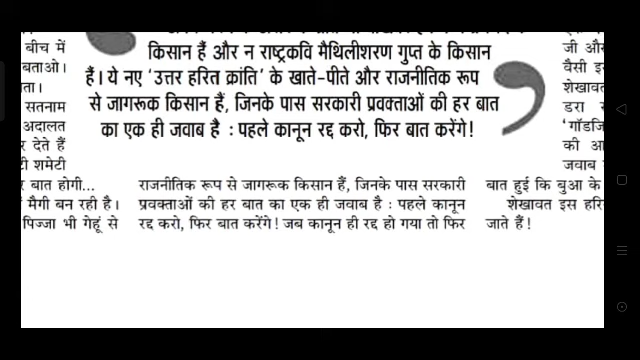 बीच में
बताओ।
सतनाम
अदालत
देते हैं
शमेटी
बात होगी...
मैगी बन रही है।
पिज्जा भी गेहूं से
किसान हैं और न राष्ट्रकवि मैथिलीशरण गुप्त के किसान
हैं। ये नए ‘उत्तर हरित क्रांति’ के खाते-पीते और राजनीतिक रूप
से जागरूक किसान हैं, जिनके पास सरकारी प्रवक्ताओं की हर बात
का एक ही जवाब है : पहले कानून रद्द करो, फिर बात करेंगे!
राजनीतिक रूप से जागरूक किसान हैं, जिनके पास सरकारी
प्रवक्ताओं की हर बात का एक ही जवाब है : पहले कानून
रद्द करो, फिर बात करेंगे! जब कानून ही रद्द हो गया तो फिर
जी और
वैसी
शेखावत
डरा
‘गॉडजि
की
जवाब
बात हुई कि बुआ के
शेखावत इस हरि
जाते हैं!